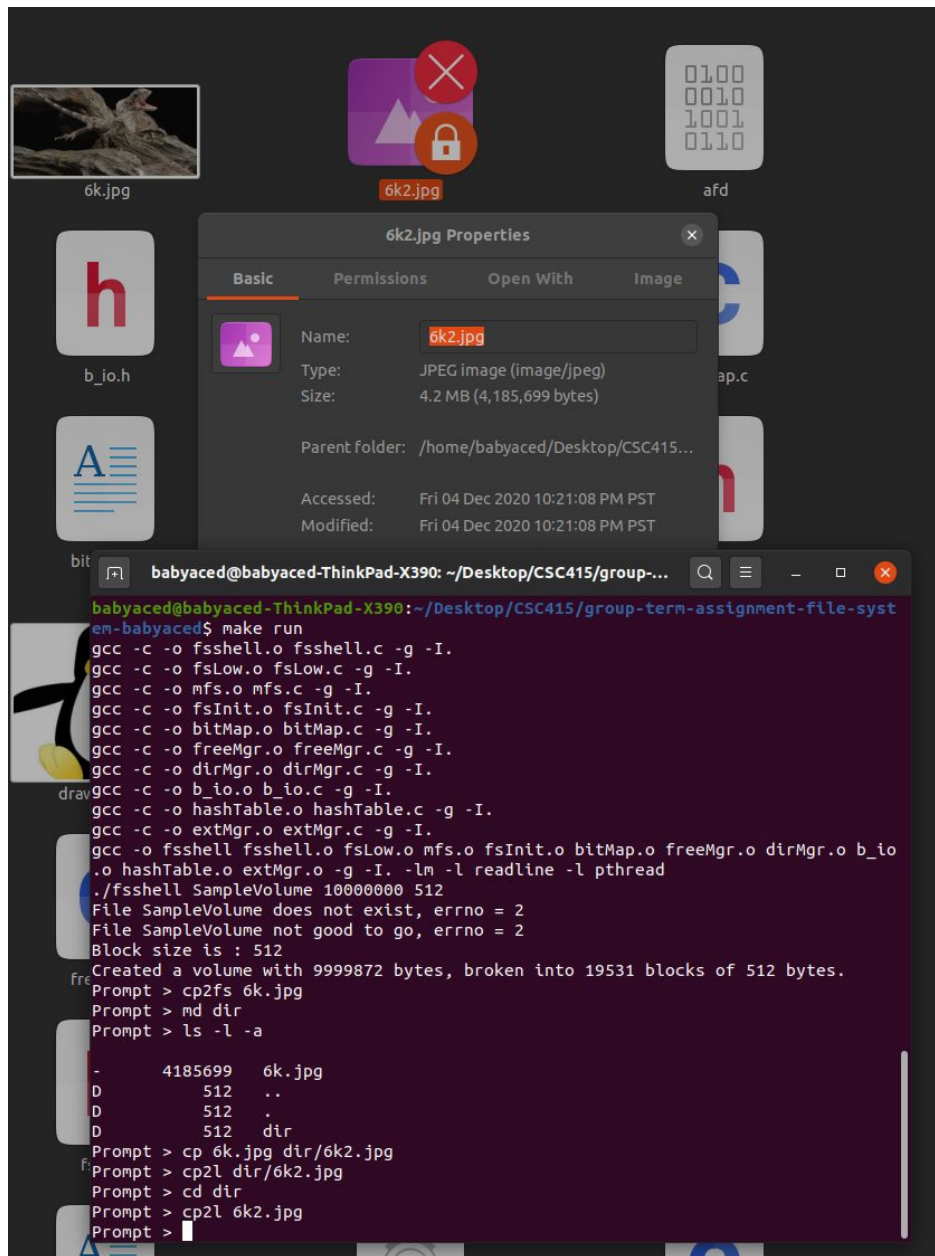 0100
0010
1001
0110
6k.jpg
6k2.jpg
afd
6k2.jpg Properties
Basic Permissions Open With Image
h
Name: 6k2.jpg
Type: JPEG image (image/jpeg)
Size: 4.2 MB (4,185,699 bytes)
b_io.h
ap.c
Parent folder: /home/babyaced/Desktop/CSC415...
A
Accessed: Fri 04 Dec 2020 10:21:08 PM PST
Modified: Fri 04 Dec 2020 10:21:08 PM PST
bit
babyaced@babyaced-ThinkPad-X390: ~/Desktop/CSC415/group-...
babyaced@babyaced-ThinkPad-X390:~/Desktop/CSC415/group-term-assignment-file-syst
em-babyaced$ make run
gcc -c -o fsshell.o fsshell.c -g -I.
gcc -c -o fsLow.o fsLow.c -g -I.
gcc -c -o mfs.o mfs.c -g -I.
gcc -c -o fsInit.o fsInit.c -g -I.
gcc -c -o bitMap.o bitMap.c -g -I.
gcc -c -o freeMgr.o freeMgr.c -g -I.
gcc -c -o dirMgr.o dirMgr.c -g -I.
gcc -c -o b_io.o b_io.c -g -I.
gcc -c -o hashTable.o hashTable.c -g -I.
gcc -c -o extMgr.o extMgr.c -g -I.
gcc -o fsshell fsshell.o fsLow.o mfs.o fsInit.o bitMap.o freeMgr.o dirMgr.o b_io
.o hashTable.o extMgr.o -g -I. -lm -l readline -l pthread
./fsshell SampleVolume 10000000 512
File SampleVolume does not exist, errno = 2
File SampleVolume not good to go, errno = 2
Block size is : 512
Created a volume with 9999872 bytes, broken into 19531 blocks of 512 bytes.
Prompt > cp2fs 6k.jpg
Prompt > md dir
Prompt > ls -l -a
- 4185699 6k.jpg
D 512 ..
D 512 .
D 512 dir
Prompt > cp 6k.jpg dir/6k2.jpg
Prompt > cp2l dir/6k2.jpg
Prompt > cd dir
Prompt > cp2l 6k2.jpg
Prompt >
draw
fre
A